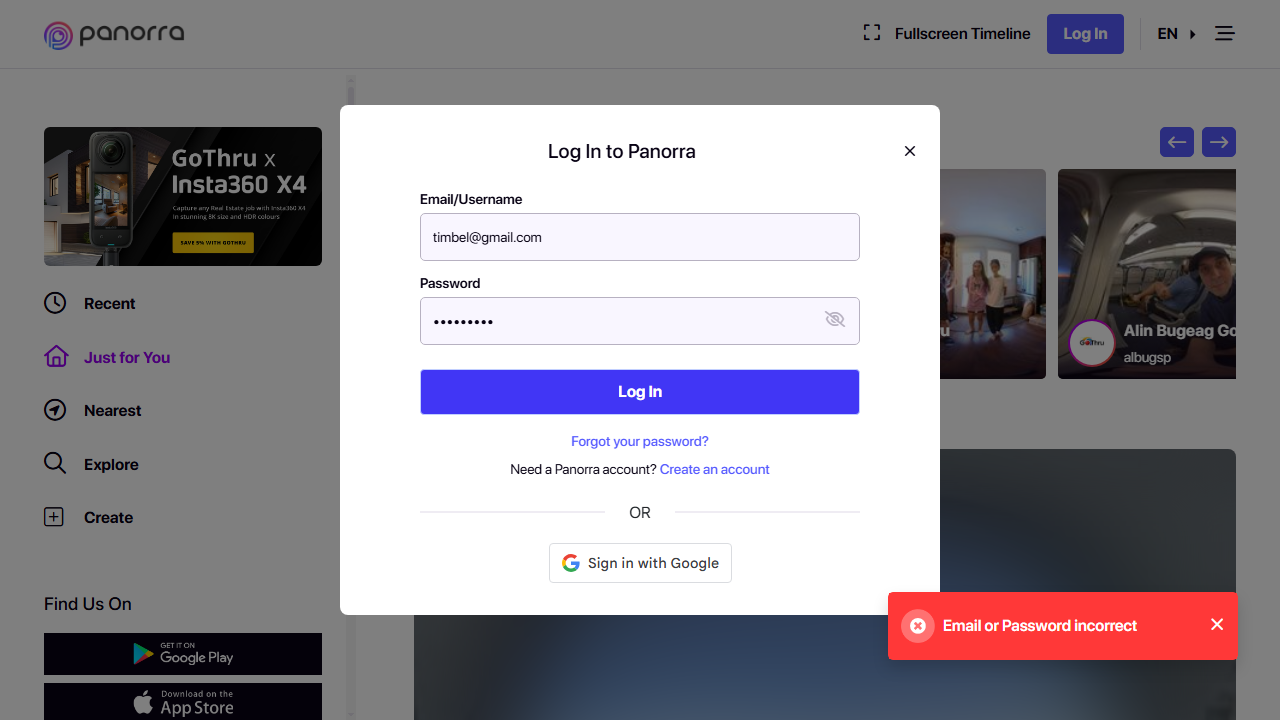 panorra
Fullscreen Timeline
Log In
EN
GoThru x
Insta360 X4
Capture any Real Estate job with Insta360 X4
In stunning 8K size and HDR colours
SAVE 5% WITH GOTHRU
Recent
Just for You
Nearest
Explore
Create
Find Us On
GET IT ON
Google Play
Download on the
App Store
Log In to Panorra
Email/Username
timbel@gmail.com
Password
•••••••••
Log In
Forgot your password?
Need a Panorra account? Create an account
OR
Sign in with Google
GoThru
Alin Bugeag Go
albugsp
Email or Password incorrect